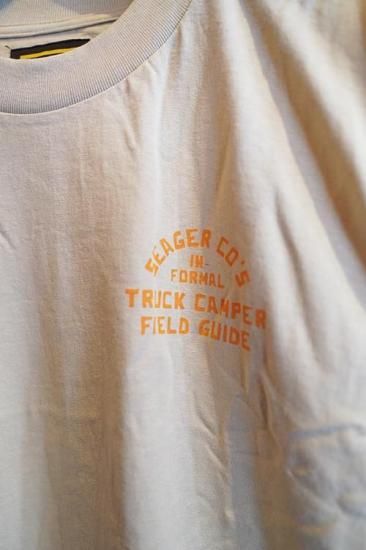 SEAGER CO'S
IN-
FORMAL
TRUCK CAMPER
FIELD GUIDE